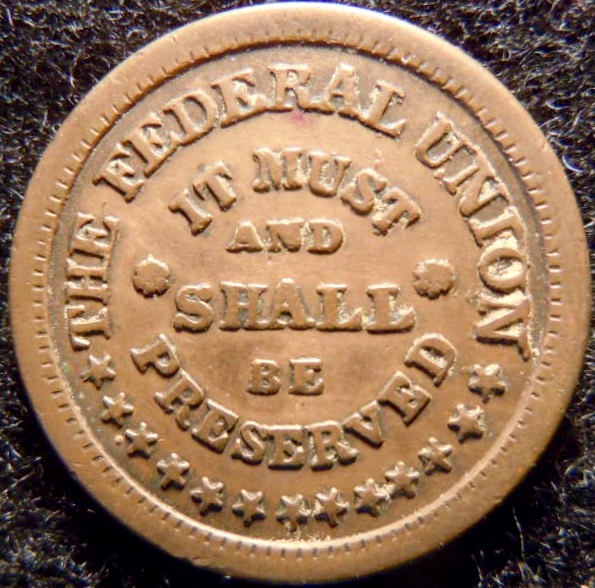 THE FEDERAL UNION
IT MUST
AND
SHALL
BE
PRESERVED